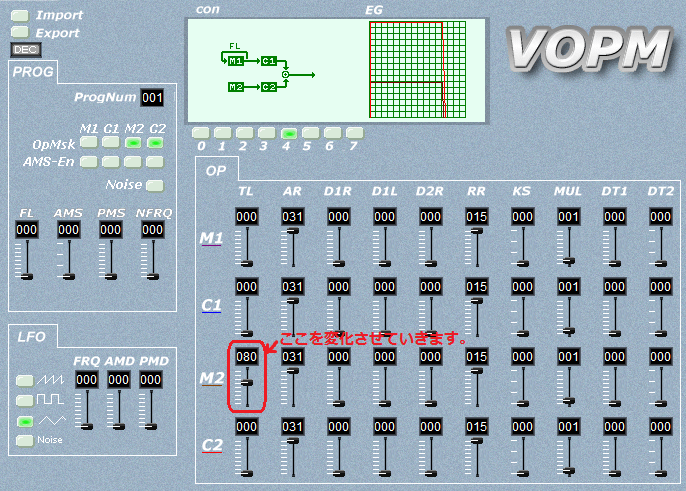 Import
Export
DEC
con
EG
VOPM
FL
M1 C1
M2 C2
0 1 2 3 4 5 6 7
PROG
ProgNum 001
M1 C1 M2 C2
OpMsk
AMS-En
Noise
FL AMS PMS NFRQ
000 000 000 000
OP
TL AR D1R D1L D2R RR KS MUL DT1 DT2
000 031 000 000 000 015 000 001 000 000
M1
000 031 000 000 000 015 000 001 000 000
C1
ここを変化させていきます。
080 031 000 000 000 015 000 001 000 000
M2
000 031 000 000 000 015 000 001 000 000
C2
LFO
FRQ AMD PMD
000 000 000
Noise